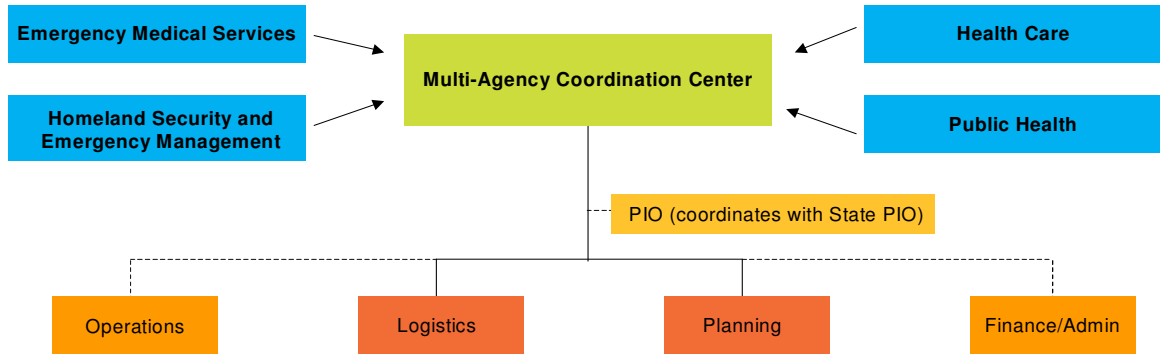 Emergency Medical Services
Health Care
Multi-Agency Coordination Center
Homeland Security and
Emergency Management
Public Health
PIO (coordinates with State PIO)
Operations
Logistics
Planning
Finance/Admin